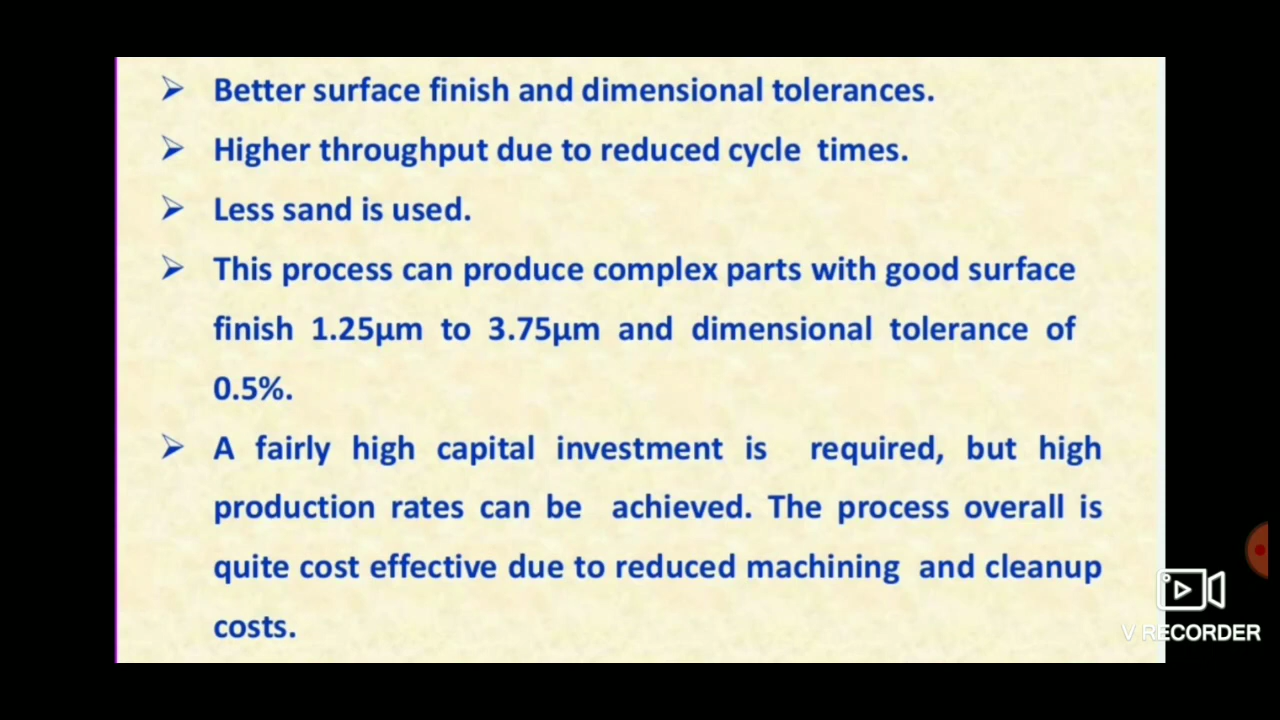 ➢ Better surface finish and dimensional tolerances.
➢ Higher throughput due to reduced cycle times.
➢ Less sand is used.
➢ This process can produce complex parts with good surface
finish 1.25µm to 3.75µm and dimensional tolerance of
0.5%.
➢ A fairly high capital investment is required, but high
production rates can be achieved. The process overall is
quite cost effective due to reduced machining and cleanup
costs.
V RECORDER